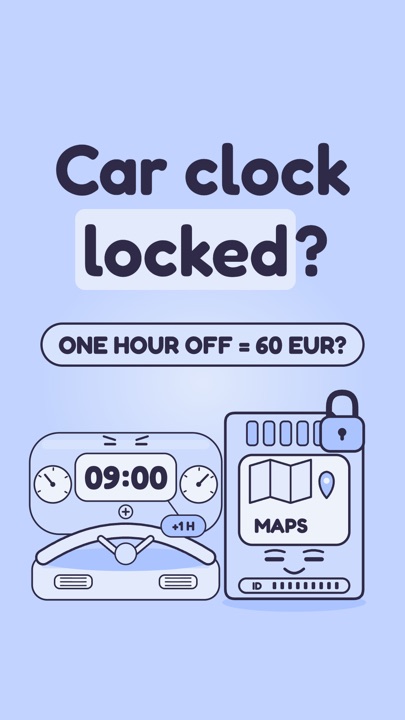 Car clock
locked?
ONE HOUR OFF = 60 EUR?
09:00
+1 H
MAPS
ID